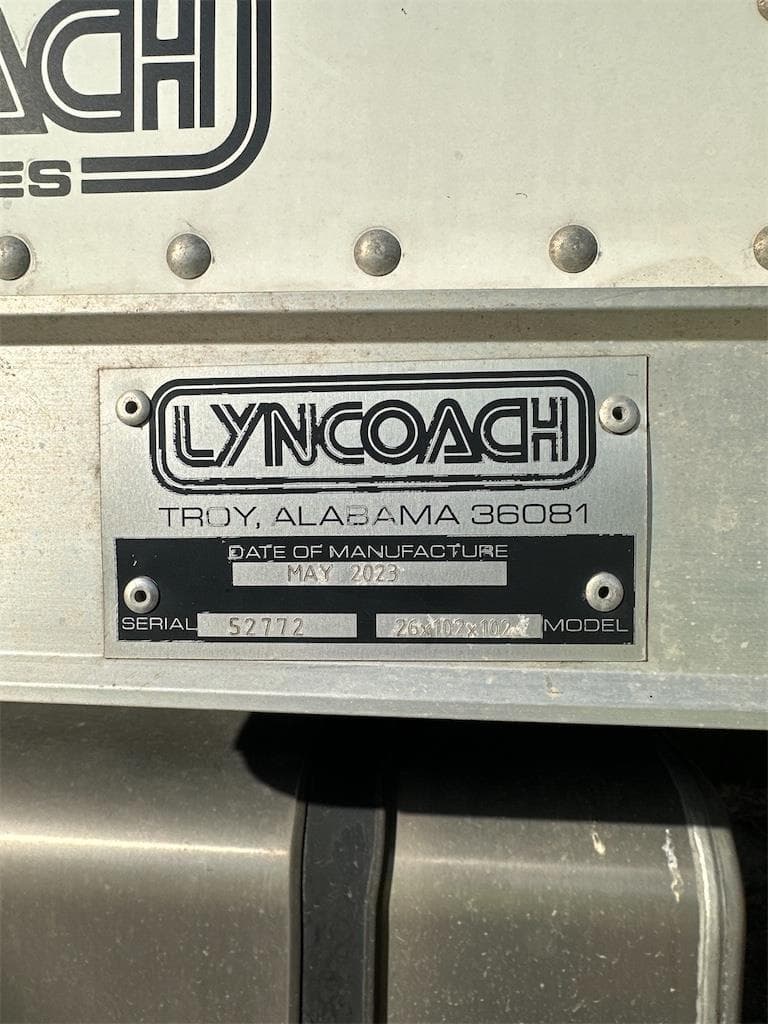 ACH
ES
LYNCOACH
TROY, ALABAMA 36081
DATE OF MANUFACTURE
MAY 2023
SERIAL 52772 26x102x102 MODEL